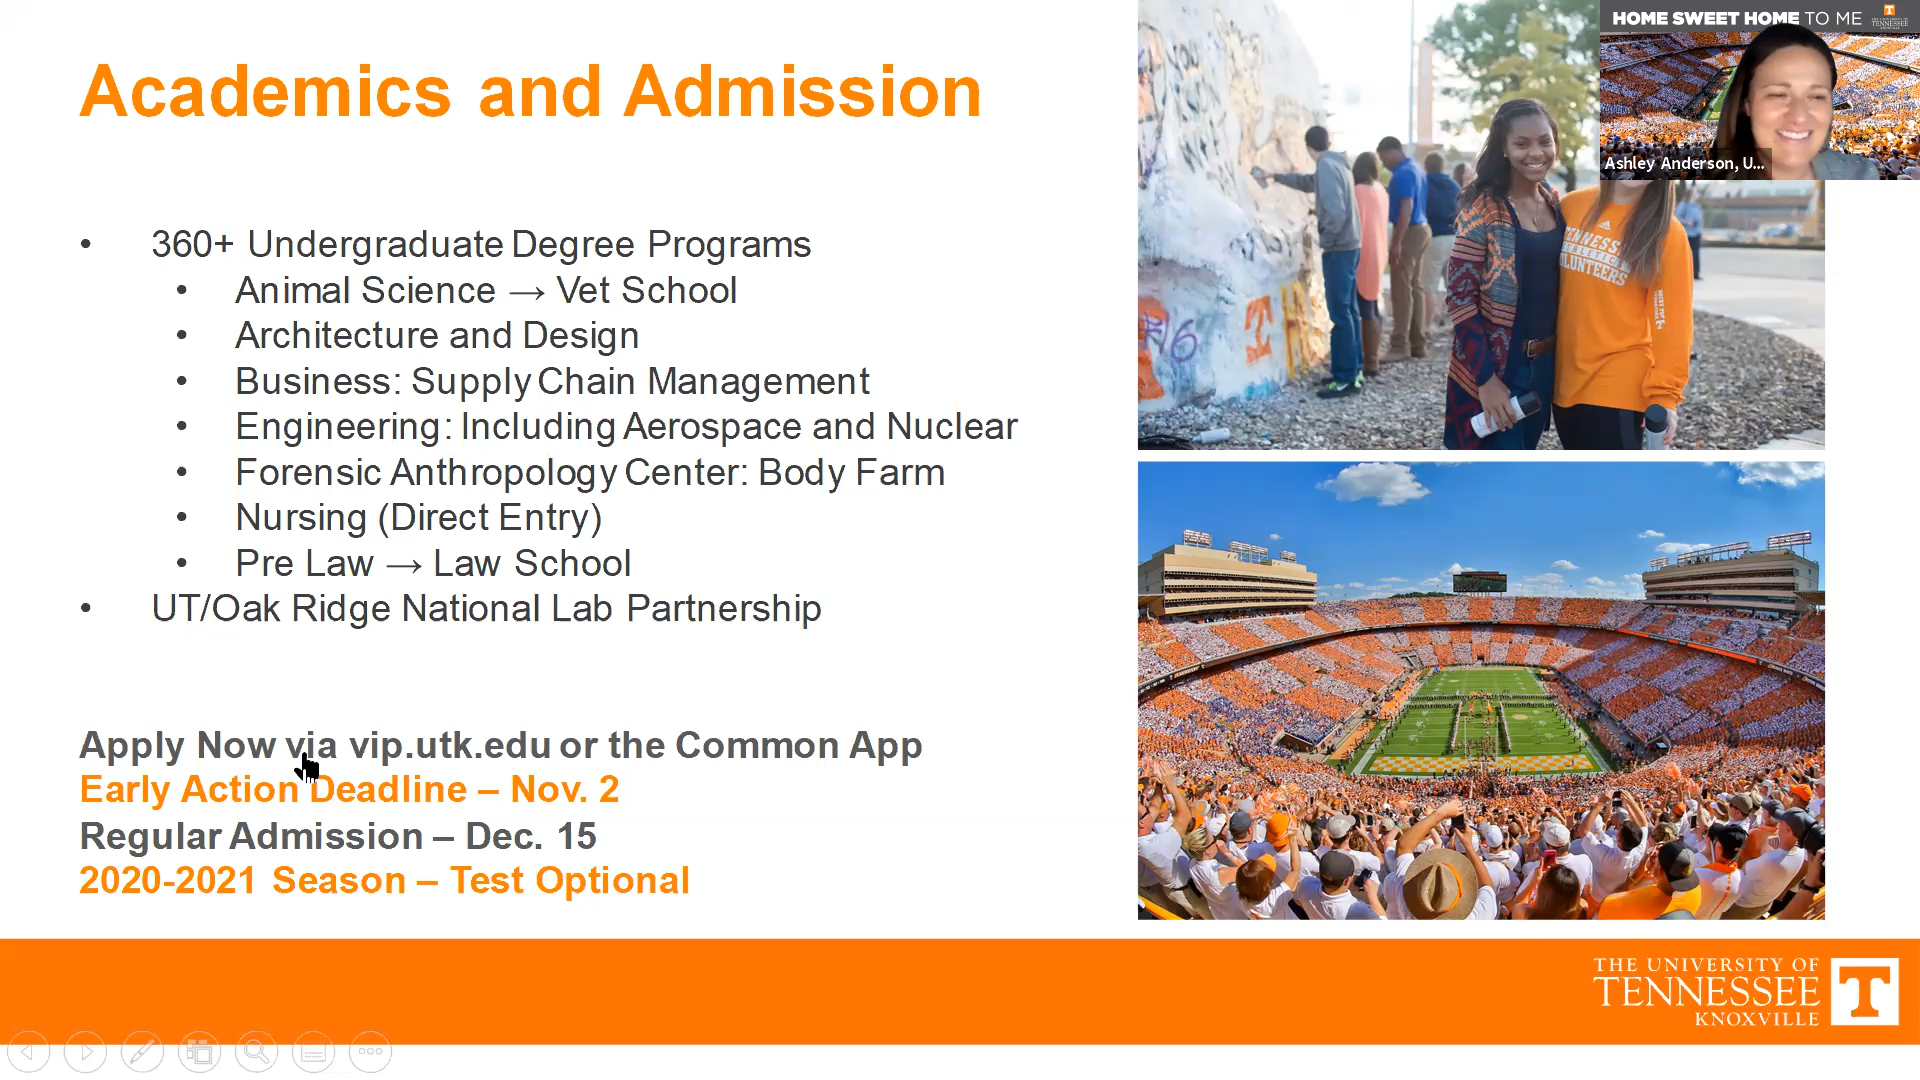 Academics and Admission
• 360+ Undergraduate Degree Programs
• Animal Science → Vet School
• Architecture and Design
• Business: Supply Chain Management
• Engineering: Including Aerospace and Nuclear
• Forensic Anthropology Center: Body Farm
• Nursing (Direct Entry)
• Pre Law → Law School
• UT/Oak Ridge National Lab Partnership
Apply Now via vip.utk.edu or the Common App
Early Action Deadline – Nov. 2
Regular Admission – Dec. 15
2020-2021 Season – Test Optional
HOME SWEET HOME TO ME
T
TENNESSEE
Ashley Anderson, U...
VOLUNTEERS
T
THE UNIVERSITY OF
TENNESSEE
KNOXVILLE
T